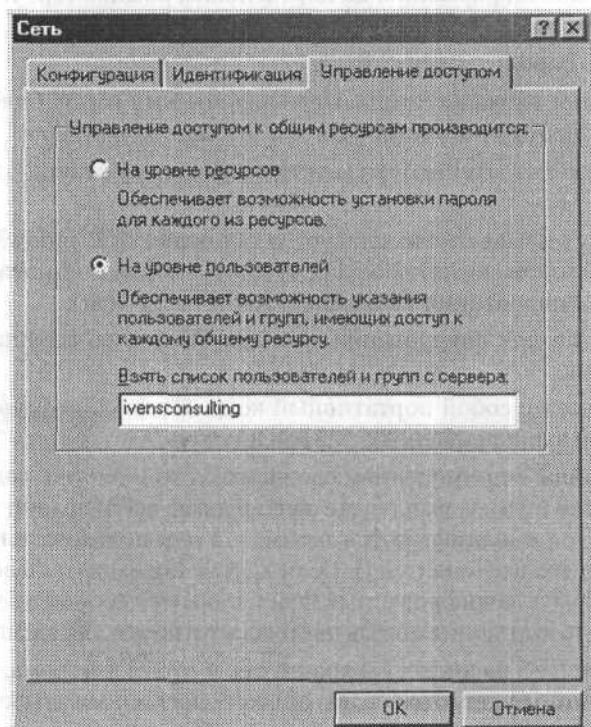 Сеть
Конфигурация Идентификация Управление доступом
Управление доступом к общим ресурсам производится:
На уровне ресурсов
Обеспечивает возможность установки пароля
для каждого из ресурсов.
На уровне пользователей
Обеспечивает возможность указания
пользователей и групп, имеющих доступ к
каждому общему ресурсу.
Взять список пользователей и групп с сервера:
ivensconsulting
OK Отмена